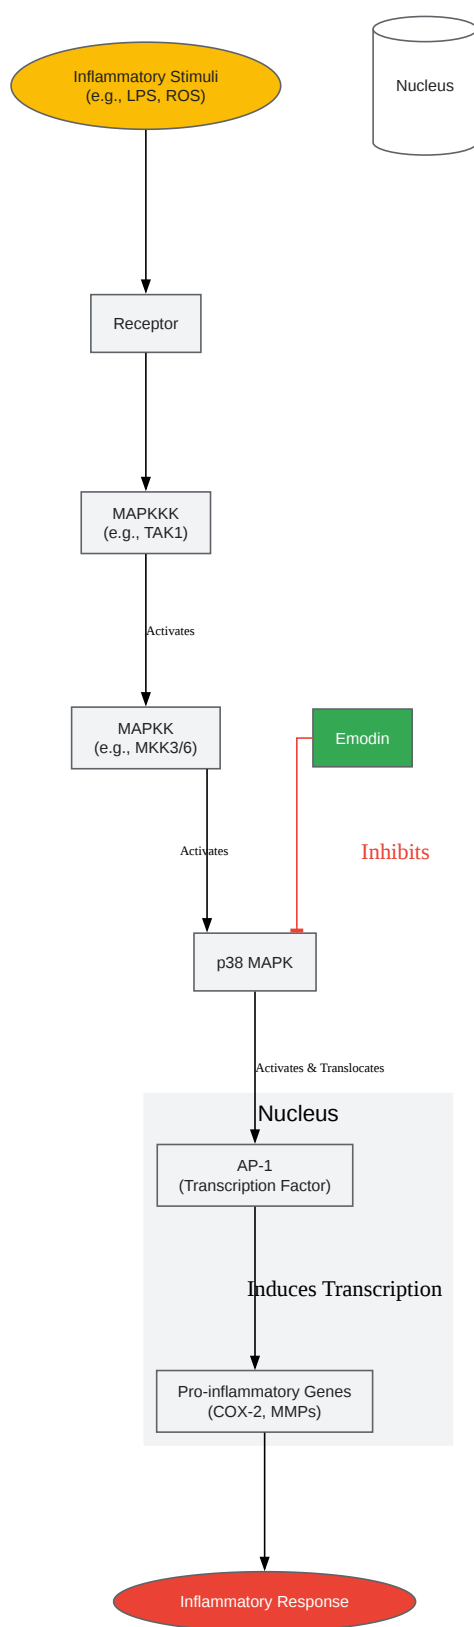 Inflammatory Stimuli
(e.g., LPS, ROS)
Nucleus
Receptor
MAPKKK
(e.g., TAK1)
Activates
MAPKK
(e.g., MKK3/6)
Emodin
Activates
Inhibits
p38 MAPK
Activates & Translocates
Nucleus
AP-1
(Transcription Factor)
Induces Transcription
Pro-inflammatory Genes
(COX-2, MMPs)
Inflammatory Response